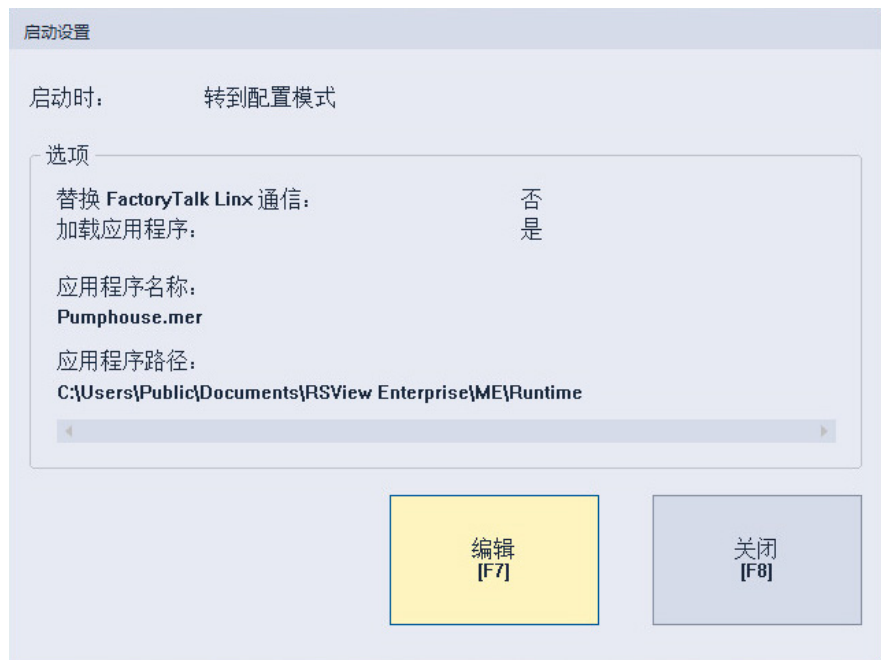 启动设置
启动时： 转到配置模式
选项
替换 FactoryTalk Linx 通信： 否
加载应用程序： 是
应用程序名称：
Pumphouse.mer
应用程序路径：
C:\Users\Public\Documents\RSView Enterprise\ME\Runtime
编辑 关闭
[F7] [F8]